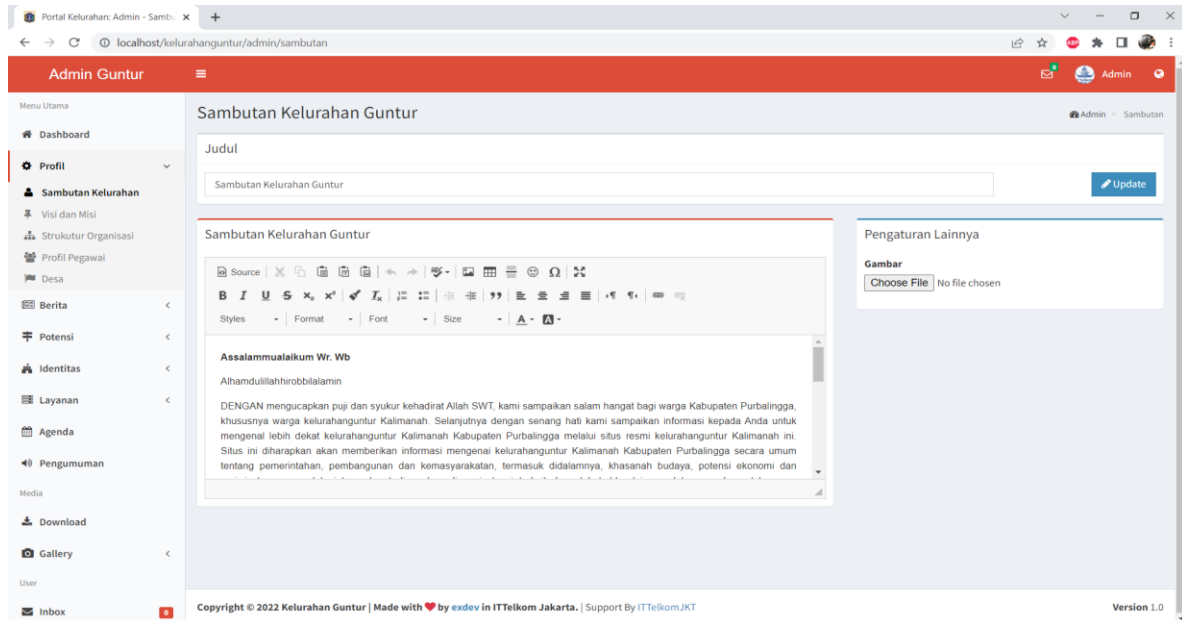 Portal Kelurahan: Admin - Sambu
localhost/kelurahanguntur/admin/sambutan
ABP
Admin Guntur
0
Admin
Menu Utama
Dashboard
Profil
Sambutan Kelurahan
Visi dan Misi
Strukutur Organisasi
Profil Pegawai
Desa
Berita
Potensi
Identitas
Layanan
Agenda
Pengumuman
Media
Download
Gallery
User
Inbox 0
Sambutan Kelurahan Guntur
Admin > Sambutan
Judul
Sambutan Kelurahan Guntur
Update
Sambutan Kelurahan Guntur
Source
Styles Format Font Size
Assalammualaikum Wr. Wb
Alhamdulillahhirobbilalamin
DENGAN mengucapkan puji dan syukur kehadirat Allah SWT, kami sampaikan salam hangat bagi warga Kabupaten Purbalingga,
khususnya warga kelurahanguntur Kalimanah. Selanjutnya dengan senang hati kami sampaikan informasi kepada Anda untuk
mengenal lebih dekat kelurahanguntur Kalimanah Kabupaten Purbalingga melalui situs resmi kelurahanguntur Kalimanah ini.
Situs ini diharapkan akan memberikan informasi mengenai kelurahanguntur Kalimanah Kabupaten Purbalingga secara umum
tentang pemerintahan, pembangunan dan kemasyarakatan, termasuk didalamnya, khasanah budaya, potensi ekonomi dan
Pengaturan Lainnya
Gambar
Choose File No file chosen
Copyright © 2022 Kelurahan Guntur | Made with ❤ by exdev in ITTelkom Jakarta. | Support By ITTelkomJKT
Version 1.0